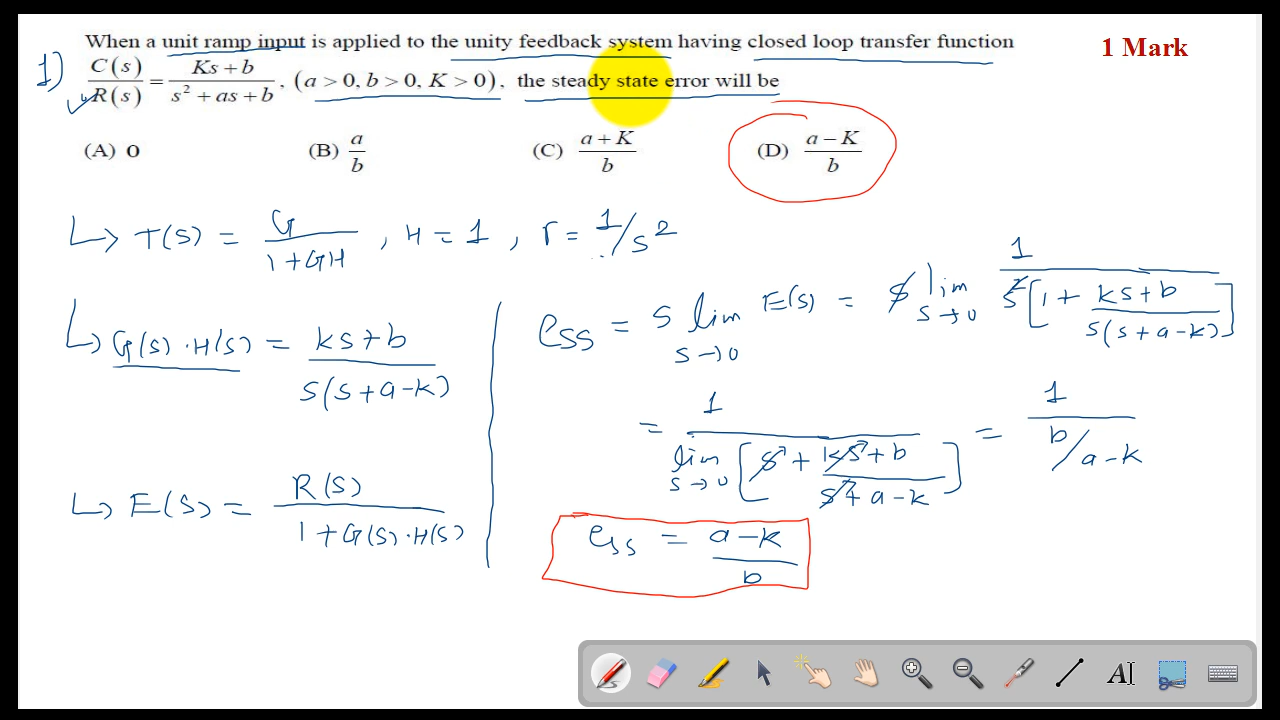 When a unit ramp input is applied to the unity feedback system having closed loop transfer function
1 Mark
1) C(s)/R(s) = Ks + b / s² + as + b , (a > 0, b > 0, K > 0), the steady state error will be
(A) 0 (B) a/b (C) a + K / b (D) a − K / b
↳ T(s) = G / 1+GH , H = 1 , r = 1/s²
↳ G(s)·H(s) = ks+b / s(s+a-k)
↳ E(s) = R(s) / 1+G(s)·H(s)
ess = s lim s→0 E(s) = s lim s→0 1 / s²[1 + ks+b / s(s+a-k)]
= 1 / lim s→0 [s + ks+b / s+a-k] = 1 / b/a-k
ess = a-k / b
A